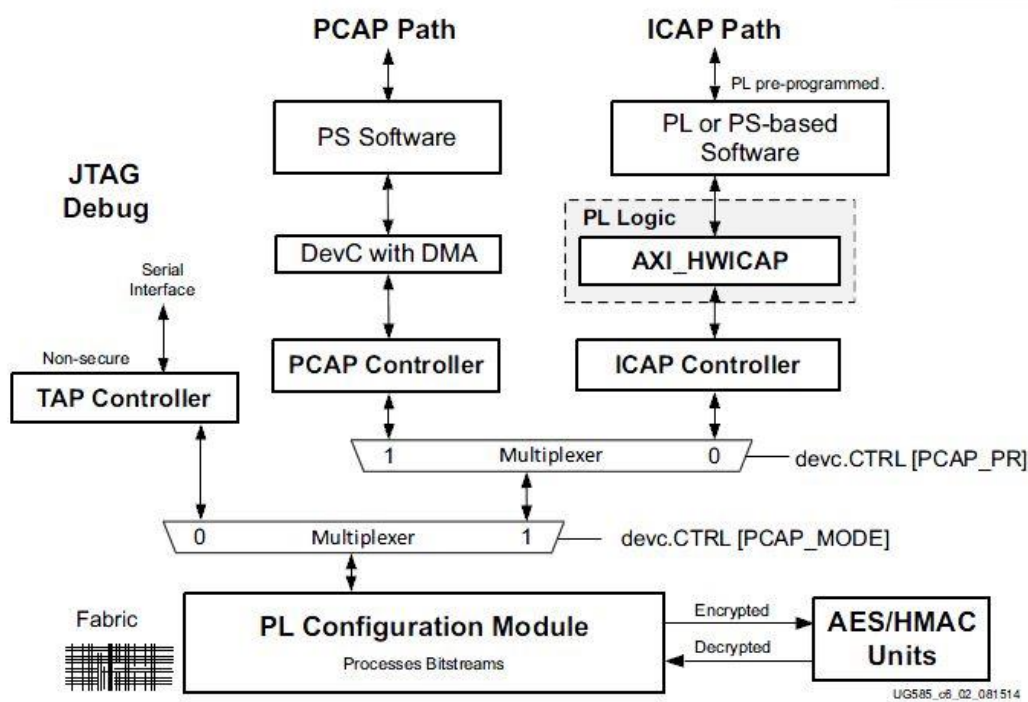 PCAP Path
ICAP Path
PL pre-programmed.
PS Software
PL or PS-based
Software
JTAG
Debug
PL Logic
DevC with DMA
AXI_HWICAP
Serial
Interface
Non-secure
PCAP Controller
ICAP Controller
TAP Controller
1 Multiplexer 0
devc.CTRL [PCAP_PR]
0 Multiplexer 1
devc.CTRL [PCAP_MODE]
Fabric
PL Configuration Module
Processes Bitstreams
Encrypted
Decrypted
AES/HMAC
Units
UG585_c6_02_081514